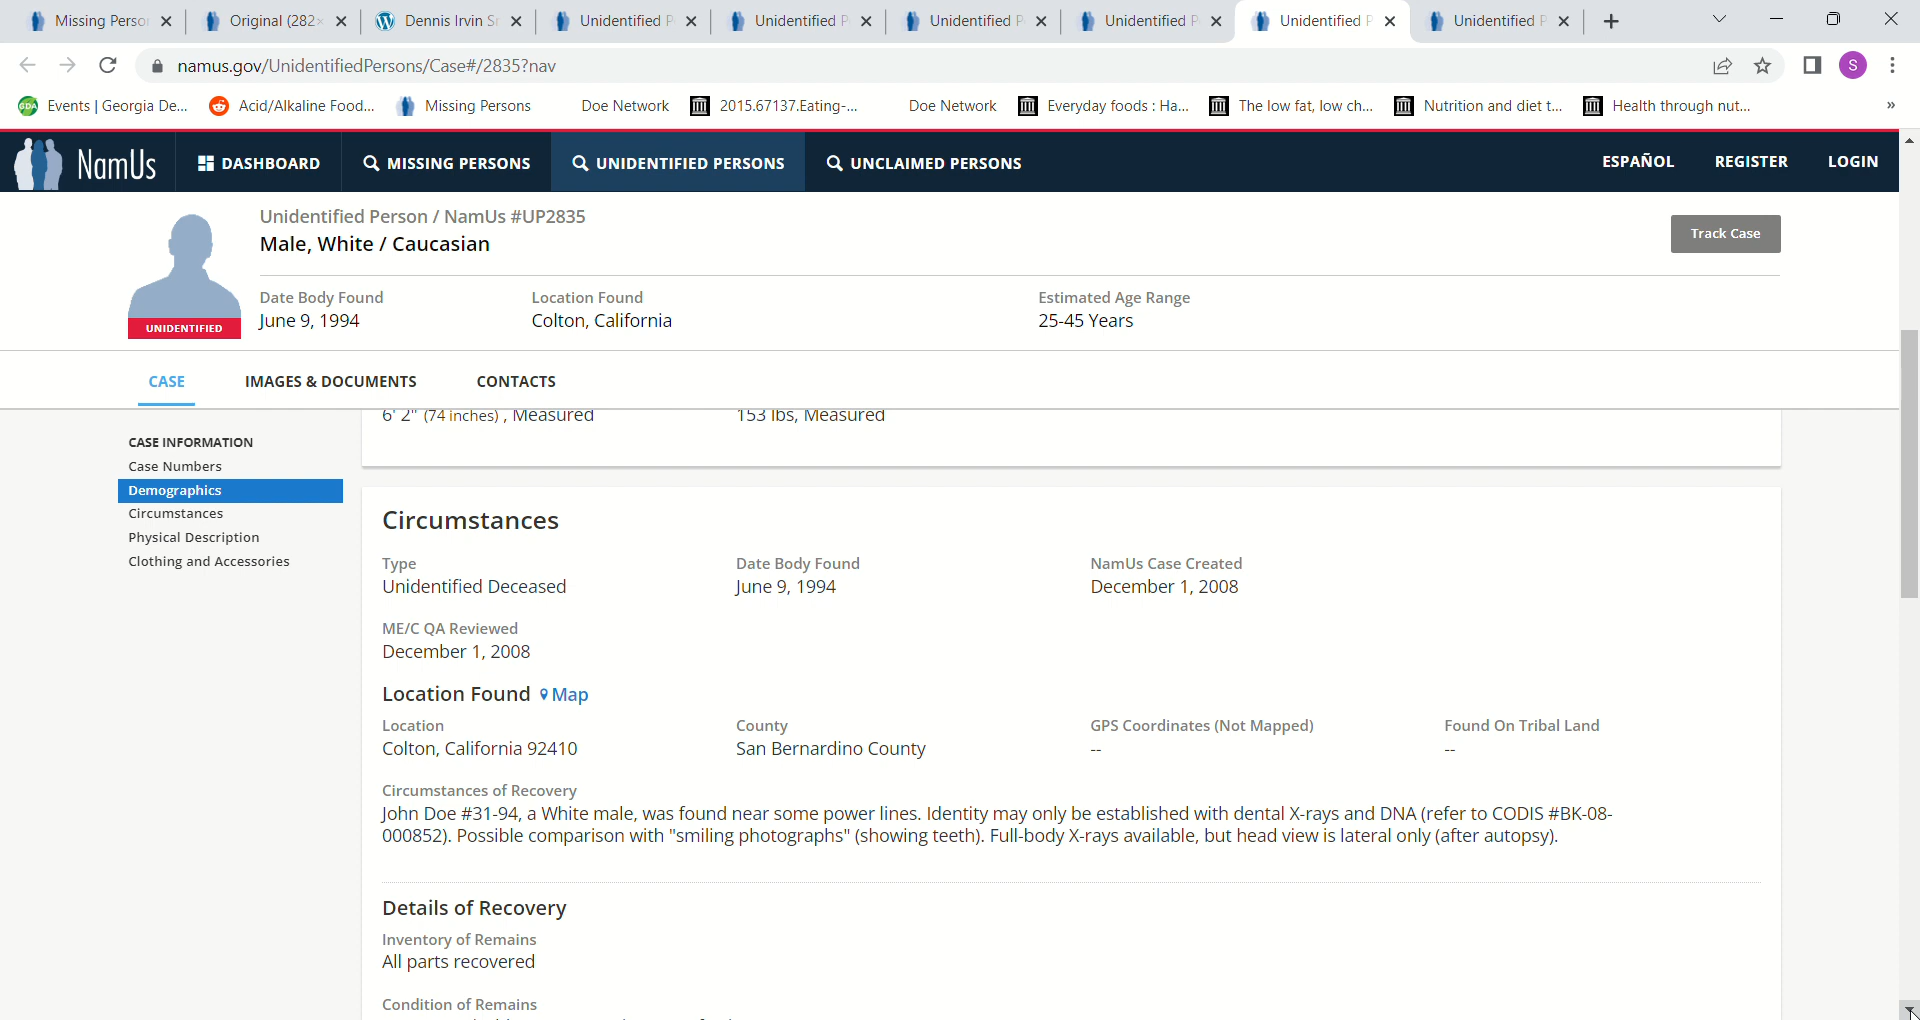 Missing Perso
Original (282×
Dennis Irvin S
Unidentified P
Unidentified P
Unidentified P
Unidentified P
Unidentified P
Unidentified P
namus.gov/UnidentifiedPersons/Case#/2835?nav
S
Events | Georgia De...
Acid/Alkaline Food...
Missing Persons
Doe Network
2015.67137.Eating-...
Doe Network
Everyday foods : Ha...
The low fat, low ch...
Nutrition and diet t...
Health through nut...
»
NamUs
DASHBOARD
MISSING PERSONS
UNIDENTIFIED PERSONS
UNCLAIMED PERSONS
ESPAÑOL
REGISTER
LOGIN
UNIDENTIFIED
Unidentified Person / NamUs #UP2835
Male, White / Caucasian
Track Case
Date Body Found
June 9, 1994
Location Found
Colton, California
Estimated Age Range
25-45 Years
CASE
IMAGES & DOCUMENTS
CONTACTS
CASE INFORMATION
Case Numbers
Demographics
Circumstances
Physical Description
Clothing and Accessories
6' 2" (74 inches) , Measured
153 lbs, Measured
Circumstances
Type
Unidentified Deceased
Date Body Found
June 9, 1994
NamUs Case Created
December 1, 2008
ME/C QA Reviewed
December 1, 2008
Location Found Map
Location
Colton, California 92410
County
San Bernardino County
GPS Coordinates (Not Mapped)
--
Found On Tribal Land
--
Circumstances of Recovery
John Doe #31-94, a White male, was found near some power lines. Identity may only be established with dental X-rays and DNA (refer to CODIS #BK-08-
000852). Possible comparison with "smiling photographs" (showing teeth). Full-body X-rays available, but head view is lateral only (after autopsy).
Details of Recovery
Inventory of Remains
All parts recovered
Condition of Remains